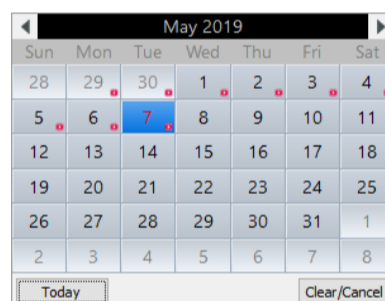 May 2019
Sun Mon Tue Wed Thu Fri Sat
28 29 30 1 2 3 4
5 6 7 8 9 10 11
12 13 14 15 16 17 18
19 20 21 22 23 24 25
26 27 28 29 30 31 1
2 3 4 5 6 7 8
Today Clear/Cancel